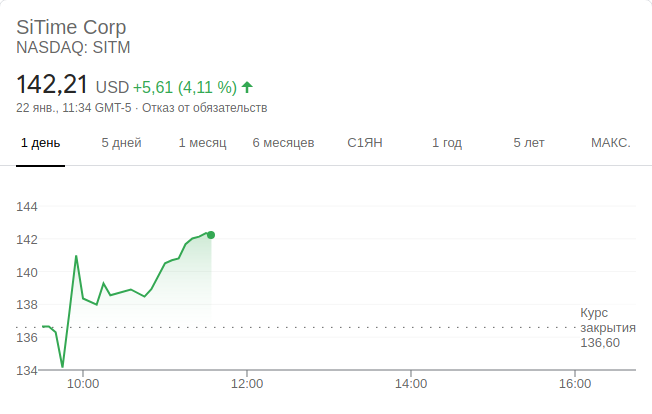 SiTime Corp
NASDAQ: SITM
142,21 USD +5,61 (4,11 %)
22 янв., 11:34 GMT-5 · Отказ от обязательств
1 день 5 дней 1 месяц 6 месяцев С1ЯН 1 год 5 лет МАКС.
144
142
140
138
136
134
Курс
закрытия
136,60
10:00 12:00 14:00 16:00